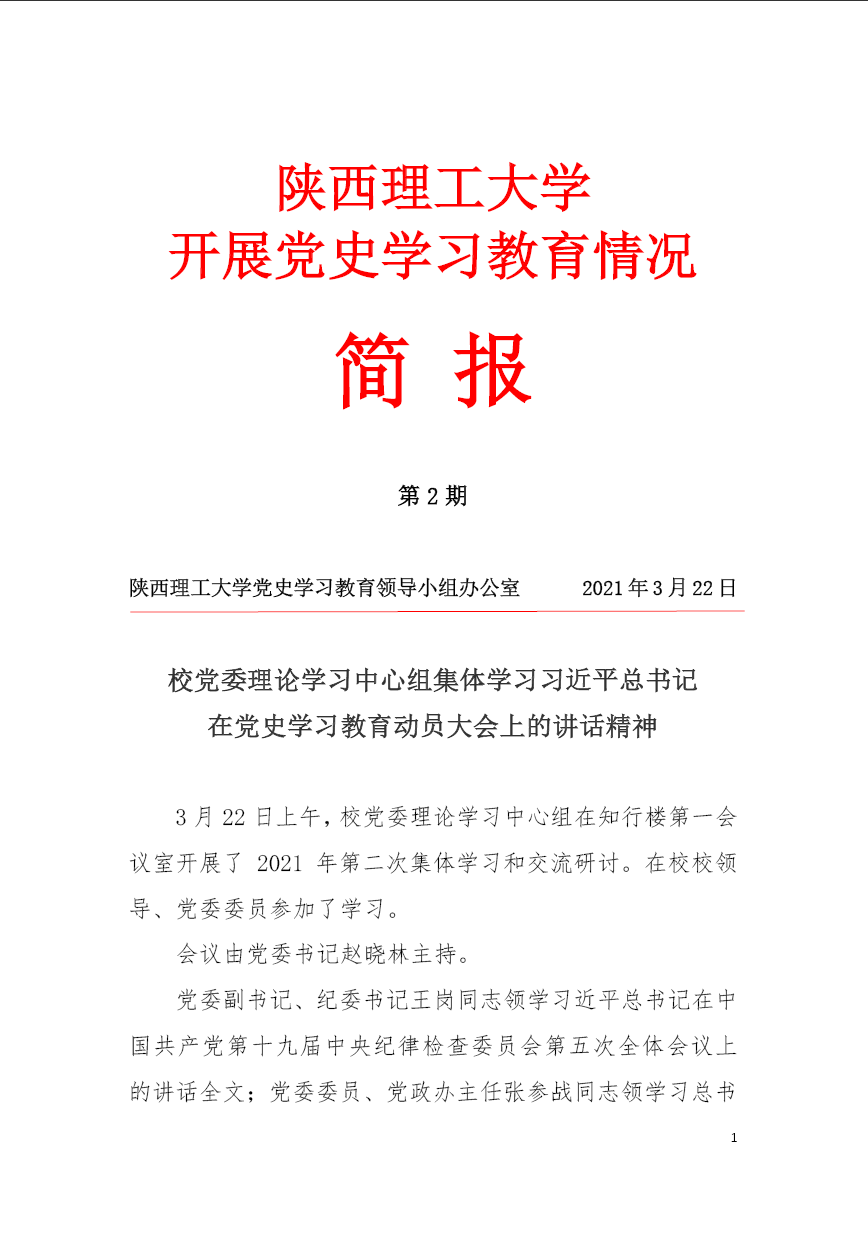 陕西理工大学
开展党史学习教育情况
简 报
第 2 期
陕西理工大学党史学习教育领导小组办公室 2021 年 3 月 22 日
校党委理论学习中心组集体学习习近平总书记
在党史学习教育动员大会上的讲话精神
3 月 22 日上午，校党委理论学习中心组在知行楼第一会
议室开展了 2021 年第二次集体学习和交流研讨。在校校领
导、党委委员参加了学习。
会议由党委书记赵晓林主持。
党委副书记、纪委书记王岗同志领学习近平总书记在中
国共产党第十九届中央纪律检查委员会第五次全体会议上
的讲话全文；党委委员、党政办主任张参战同志领学习总书
1